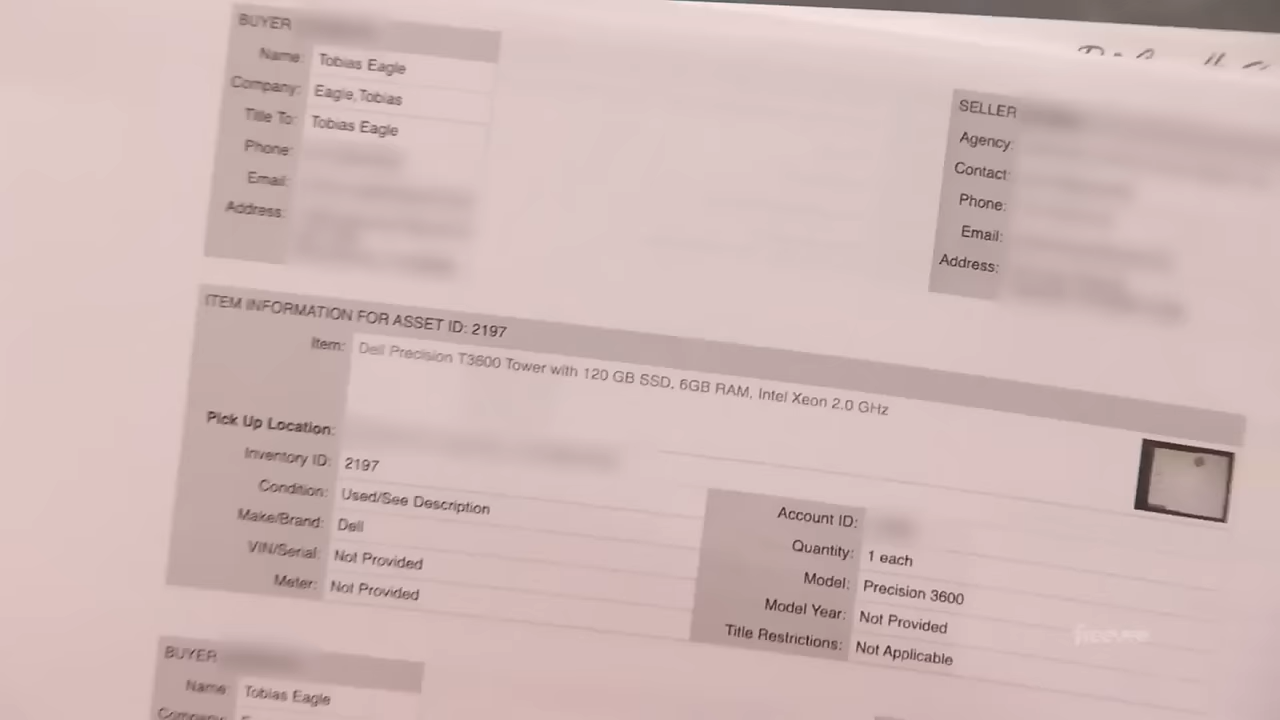 BUYER
Name: Tobias Eagle
Company: Eagle,Tobias
Title To: Tobias Eagle
Phone:
Email:
Address:
SELLER
Agency:
Contact:
Phone:
Email:
Address:
ITEM INFORMATION FOR ASSET ID: 2197
Item: Dell Precision T3600 Tower with 120 GB SSD, 6GB RAM, Intel Xeon 2.0 GHz
Pick Up Location:
Inventory ID: 2197
Condition: Used/See Description
Make/Brand: Dell
VIN/Serial: Not Provided
Meter: Not Provided
Account ID:
Quantity: 1 each
Model: Precision 3600
Model Year: Not Provided
Title Restrictions: Not Applicable
BUYER
Name: Tobias Eagle
Company: